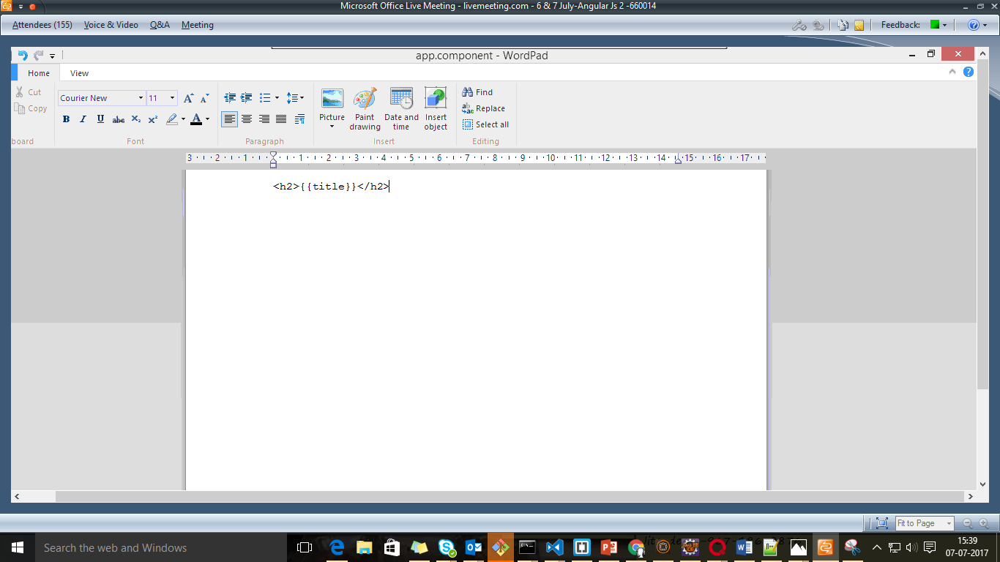 Microsoft Office Live Meeting - livemeeting.com - 6 & 7 July-Angular Js 2 -660014
Attendees (155) Voice & Video Q&A Meeting Feedback:
app.component - WordPad
Home View
Cut
Copy
Courier New 11
Picture Paint drawing Date and time Insert object
Find
Replace
Select all
board Font Paragraph Insert Editing
3 2 1 1 2 3 4 5 6 7 8 9 10 11 12 13 14 15 16 17
<h2>{{title}}</h2>
Fit to Page
Search the web and Windows
15:39
07-07-2017